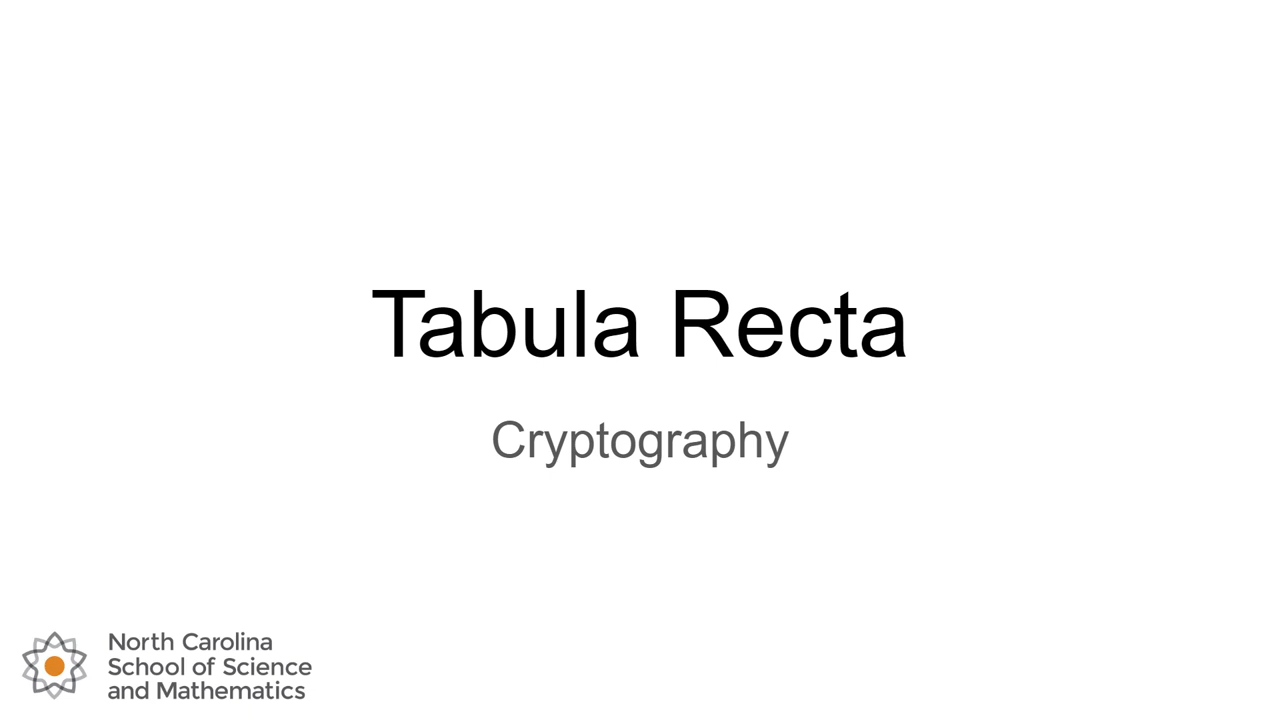 Tabula Recta
Cryptography
North Carolina
School of Science
and Mathematics